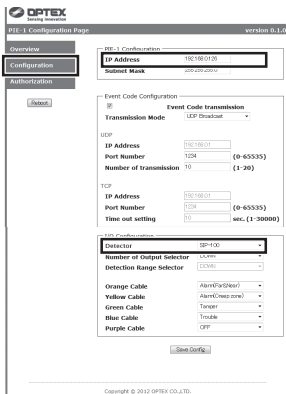 OPTEX
Sensing Innovation
PIE-1 Configuration Page
version 0.1.0
Overview
Configuration
Authorization
Reboot
PIE-1 Configuration
IP Address 192.168.0.126
Subnet Mask 255.255.255.0
Event Code Configuration
Event Code transmission
Transmission Mode UDP Broadcast
UDP
IP Address 192.168.0.1
Port Number 1234 (0-65535)
Number of transmission 10 (1-20)
TCP
IP Address 192.168.0.1
Port Number 1234 (0-65535)
Time out setting 10 sec. (1-30000)
I/O Configuration
Detector SIP-100
Number of Output Selector DOWN
Detection Range Selector DOWN
Orange Cable Alarm(Far&Near)
Yellow Cable Alarm(Creep zone)
Green Cable Tamper
Blue Cable Trouble
Purple Cable OFF
Save Config
Copyright © 2012 OPTEX CO.,LTD.